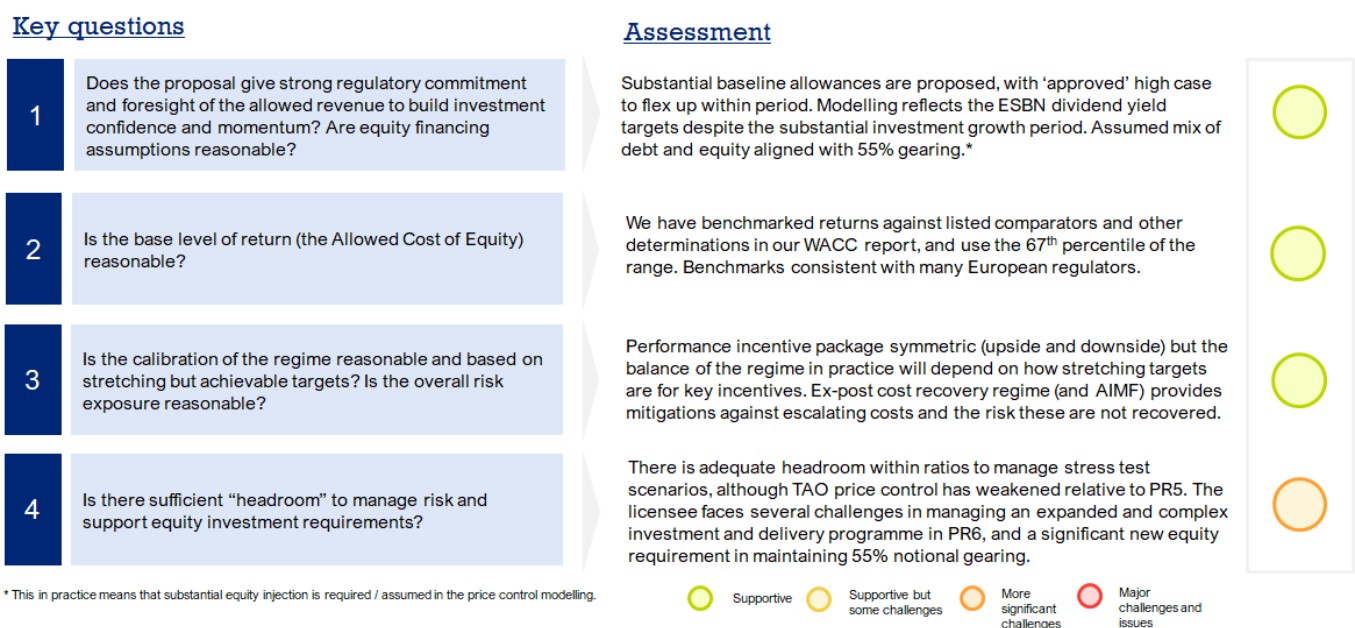 Key questions
Assessment
1
Does the proposal give strong regulatory commitment
and foresight of the allowed revenue to build investment
confidence and momentum? Are equity financing
assumptions reasonable?
Substantial baseline allowances are proposed, with ‘approved’ high case
to flex up within period. Modelling reflects the ESBN dividend yield
targets despite the substantial investment growth period. Assumed mix of
debt and equity aligned with 55% gearing.*
2
Is the base level of return (the Allowed Cost of Equity)
reasonable?
We have benchmarked returns against listed comparators and other
determinations in our WACC report, and use the 67th percentile of the
range. Benchmarks consistent with many European regulators.
3
Is the calibration of the regime reasonable and based on
stretching but achievable targets? Is the overall risk
exposure reasonable?
Performance incentive package symmetric (upside and downside) but the
balance of the regime in practice will depend on how stretching targets
are for key incentives. Ex-post cost recovery regime (and AIMF) provides
mitigations against escalating costs and the risk these are not recovered.
4
Is there sufficient “headroom” to manage risk and
support equity investment requirements?
There is adequate headroom within ratios to manage stress test
scenarios, although TAO price control has weakened relative to PR5. The
licensee faces several challenges in managing an expanded and complex
investment and delivery programme in PR6, and a significant new equity
requirement in maintaining 55% notional gearing.
* This in practice means that substantial equity injection is required / assumed in the price control modelling.
Supportive
Supportive but
some challenges
More
significant
challenges
Major
challenges and
issues